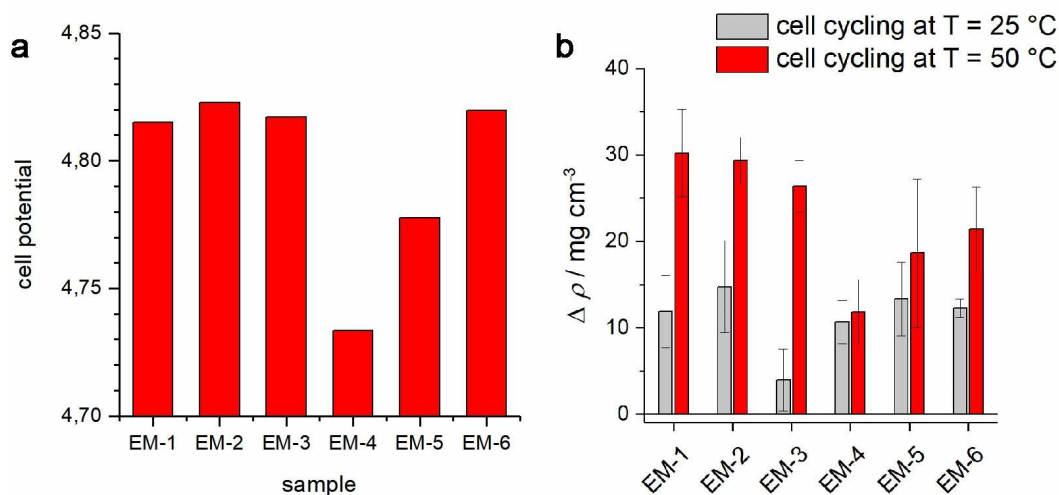 a
4,85
4,80
4,75
4,70
cell potential
EM-1 EM-2 EM-3 EM-4 EM-5 EM-6
sample
b
cell cycling at T = 25 °C
cell cycling at T = 50 °C
40
30
20
10
0
Δ ρ / mg cm⁻³
EM-1 EM-2 EM-3 EM-4 EM-5 EM-6